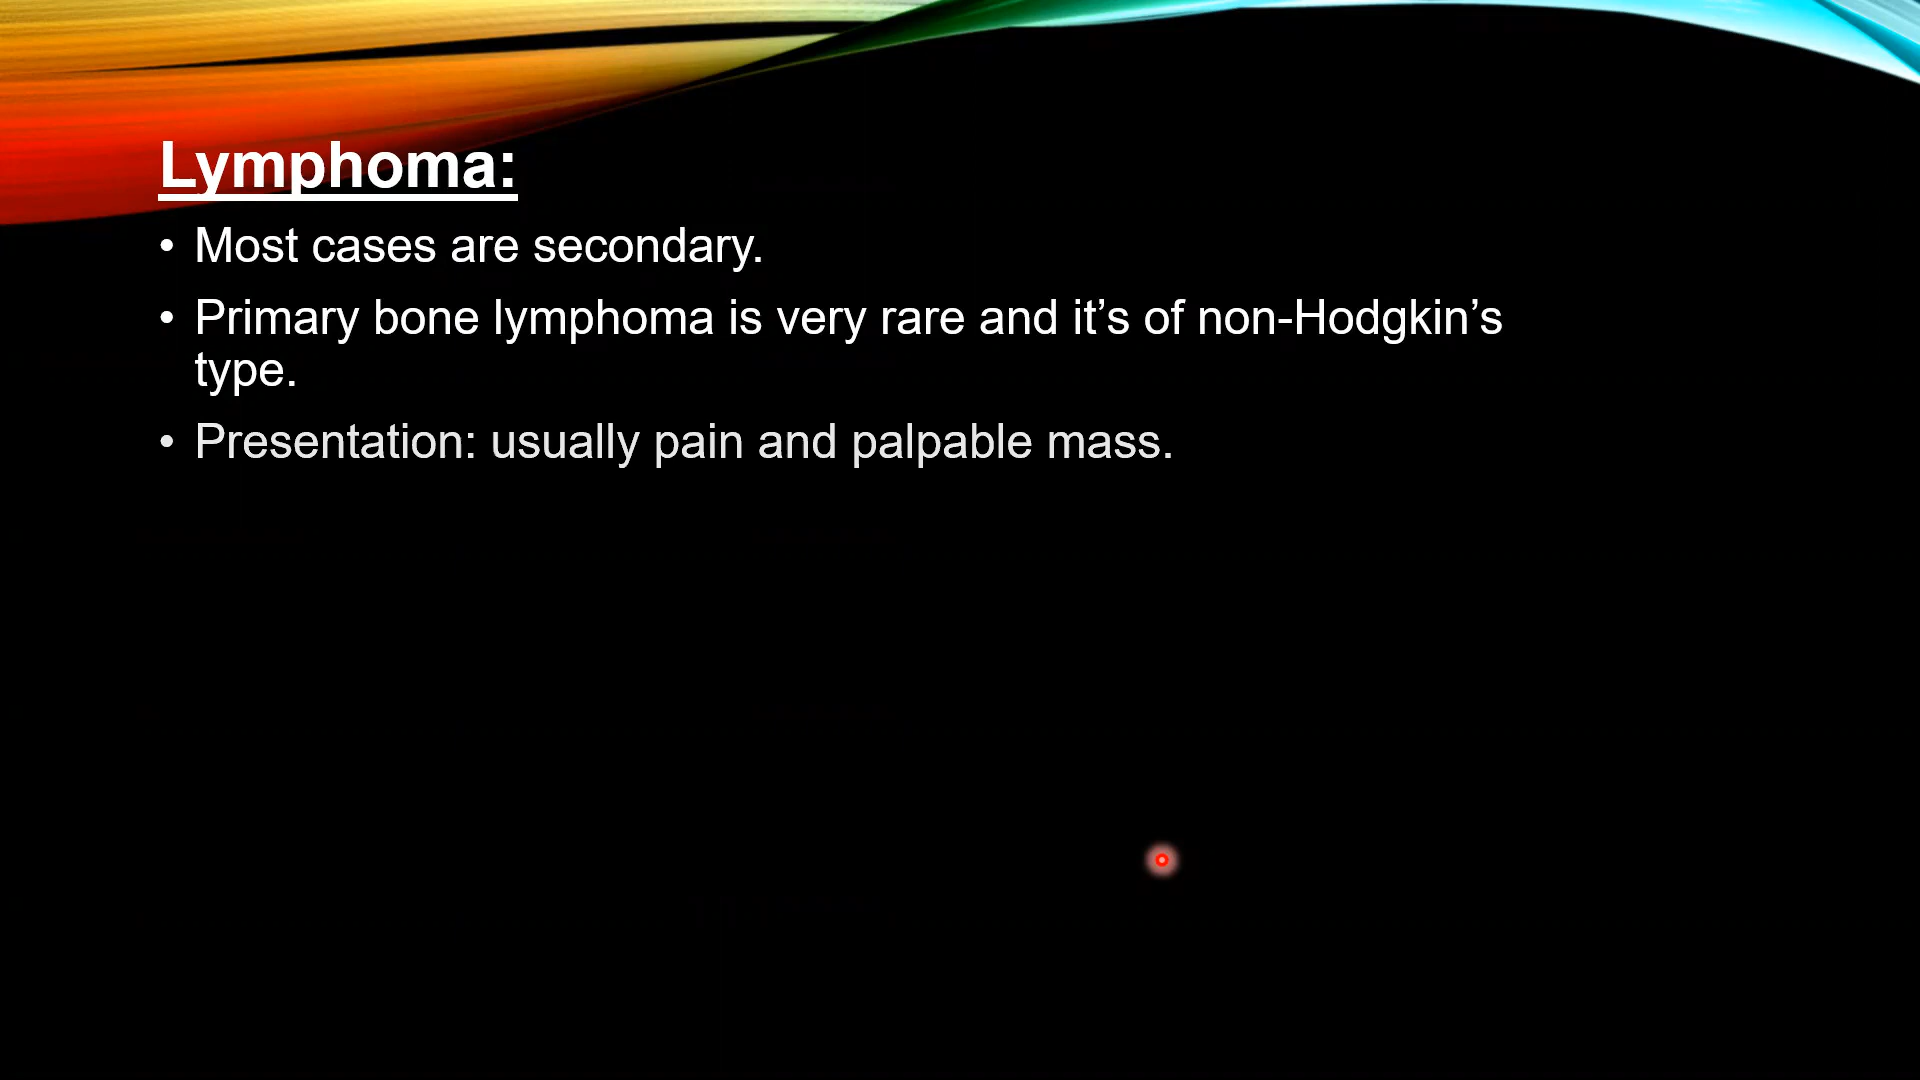 Lymphoma:
• Most cases are secondary.
• Primary bone lymphoma is very rare and it’s of non-Hodgkin’s
type.
• Presentation: usually pain and palpable mass.